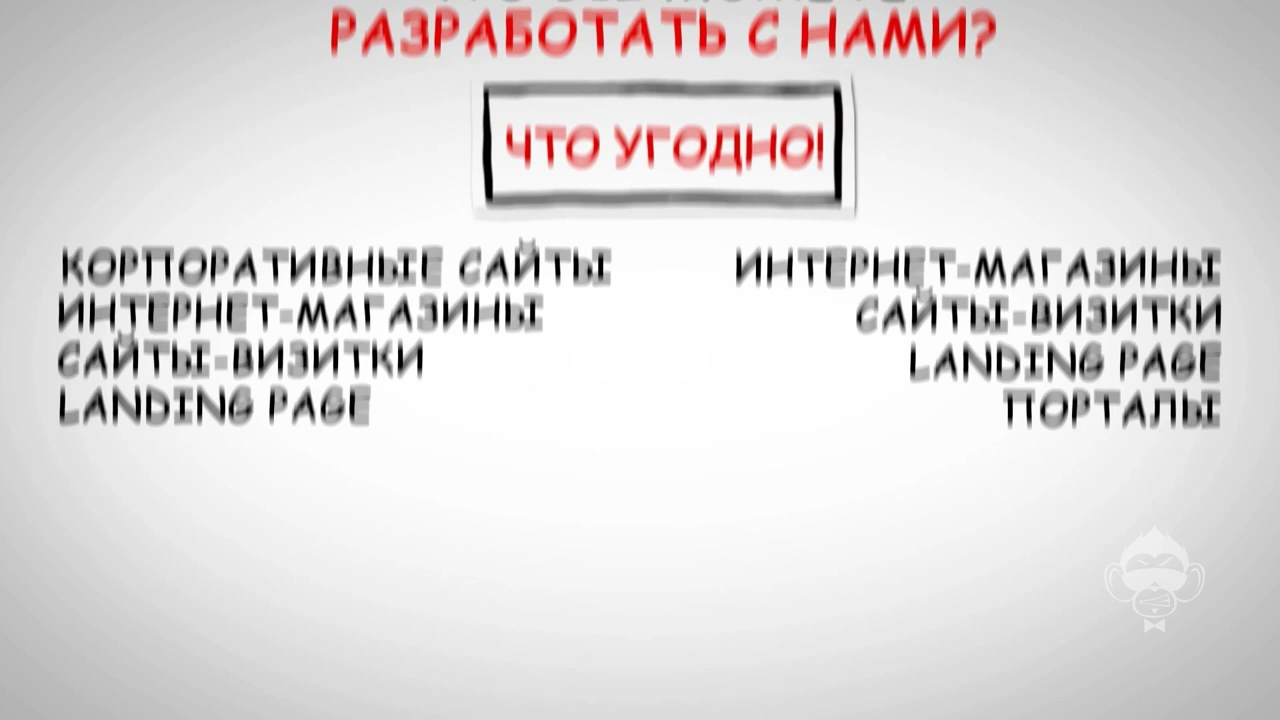 РАЗРАБОТАТЬ С НАМИ?
ЧТО УГОДНО!
КОРПОРАТИВНЫЕ САЙТЫ
ИНТЕРНЕТ-МАГАЗИНЫ
САЙТЫ-ВИЗИТКИ
LANDING PAGE
ИНТЕРНЕТ-МАГАЗИНЫ
САЙТЫ-ВИЗИТКИ
LANDING PAGE
ПОРТАЛЫ